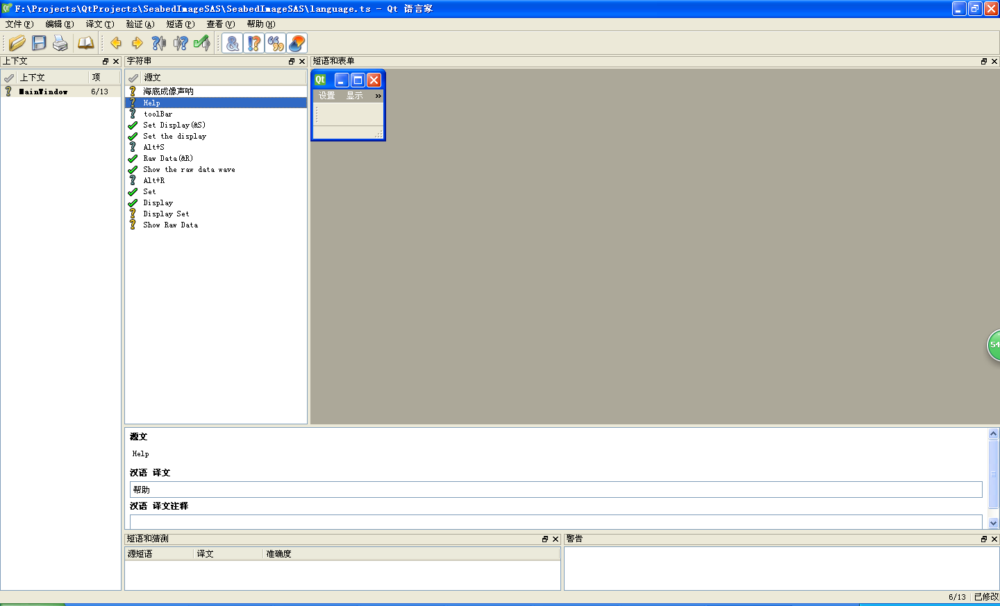 F:\Projects\QtProjects\SeabedImageSAS\SeabedImageSAS\language.ts - Qt 语言家
文件(F) 编辑(E) 译文(T) 验证(A) 短语(P) 查看(V) 帮助(H)
上下文
上下文 项
MainWindow 6/13
字符串
源文
海底成像声呐
Help
toolBar
Set Display(&S)
Set the display
Alt+S
Raw Data(&R)
Show the raw data wave
Alt+R
Set
Display
Display Set
Show Raw Data
短语和表单
Qt
设置 显示 »
54
源文
Help
汉语 译文
帮助
汉语 译文注释
短语和猜测
源短语 译文 准确度
警告
6/13 已修改